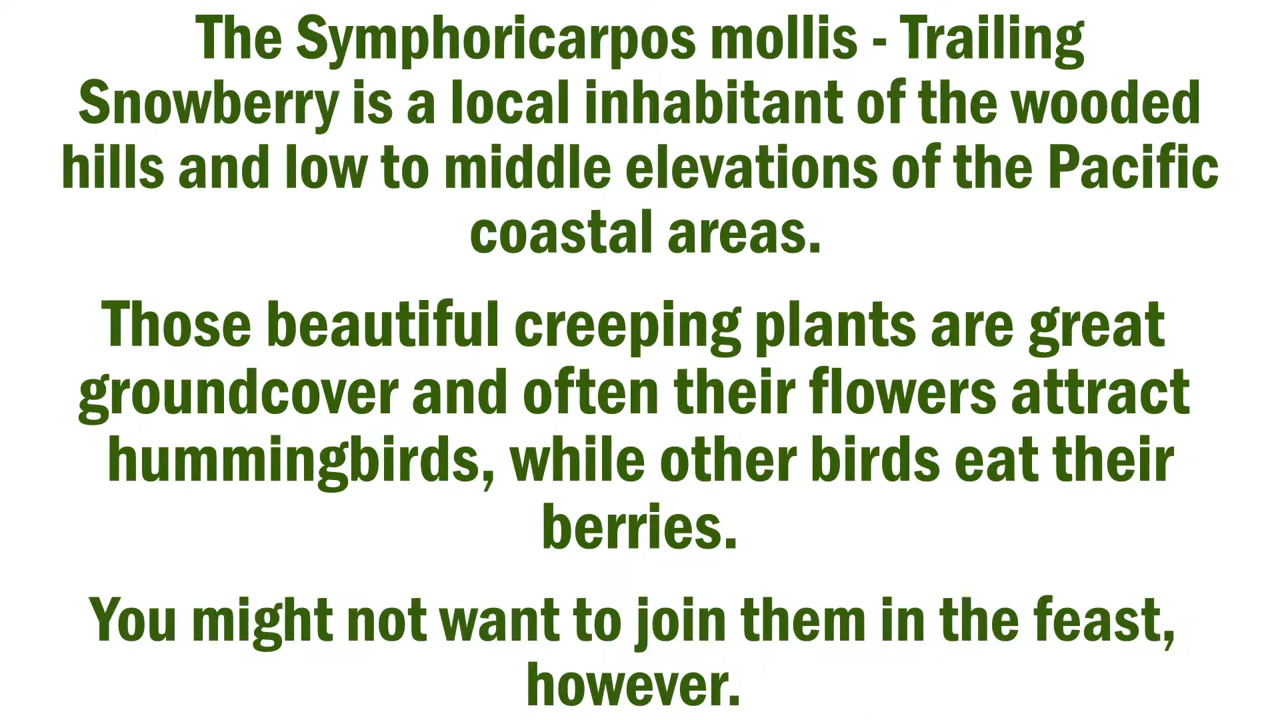 The Symphoricarpos mollis - Trailing
Snowberry is a local inhabitant of the wooded
hills and low to middle elevations of the Pacific
coastal areas.
Those beautiful creeping plants are great
groundcover and often their flowers attract
hummingbirds, while other birds eat their
berries.
You might not want to join them in the feast,
however.